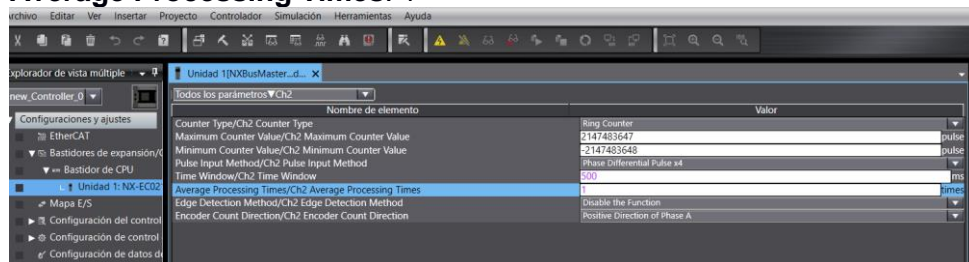 Average Processing Times
Archivo Editar Ver Insertar Proyecto Controlador Simulación Herramientas Ayuda
Explorador de vista múltiple
Unidad 1[NXBusMaster...d...
new_Controller_0
Todos los parámetros Ch2
Nombre de elemento Valor
Configuraciones y ajustes
Counter Type/Ch2 Counter Type Ring Counter
EtherCAT
Maximum Counter Value/Ch2 Maximum Counter Value 2147483647 pulse
Minimum Counter Value/Ch2 Minimum Counter Value -2147483648 pulse
Bastidores de expansión/C
Pulse Input Method/Ch2 Pulse Input Method Phase Differential Pulse x4
Bastidor de CPU
Time Window/Ch2 Time Window 500 ms
Unidad 1: NX-EC02
Average Processing Times/Ch2 Average Processing Times 1 times
Mapa E/S
Edge Detection Method/Ch2 Edge Detection Method Disable the Function
Encoder Count Direction/Ch2 Encoder Count Direction Positive Direction of Phase A
Configuración del control
Configuración de control
Configuración de datos de